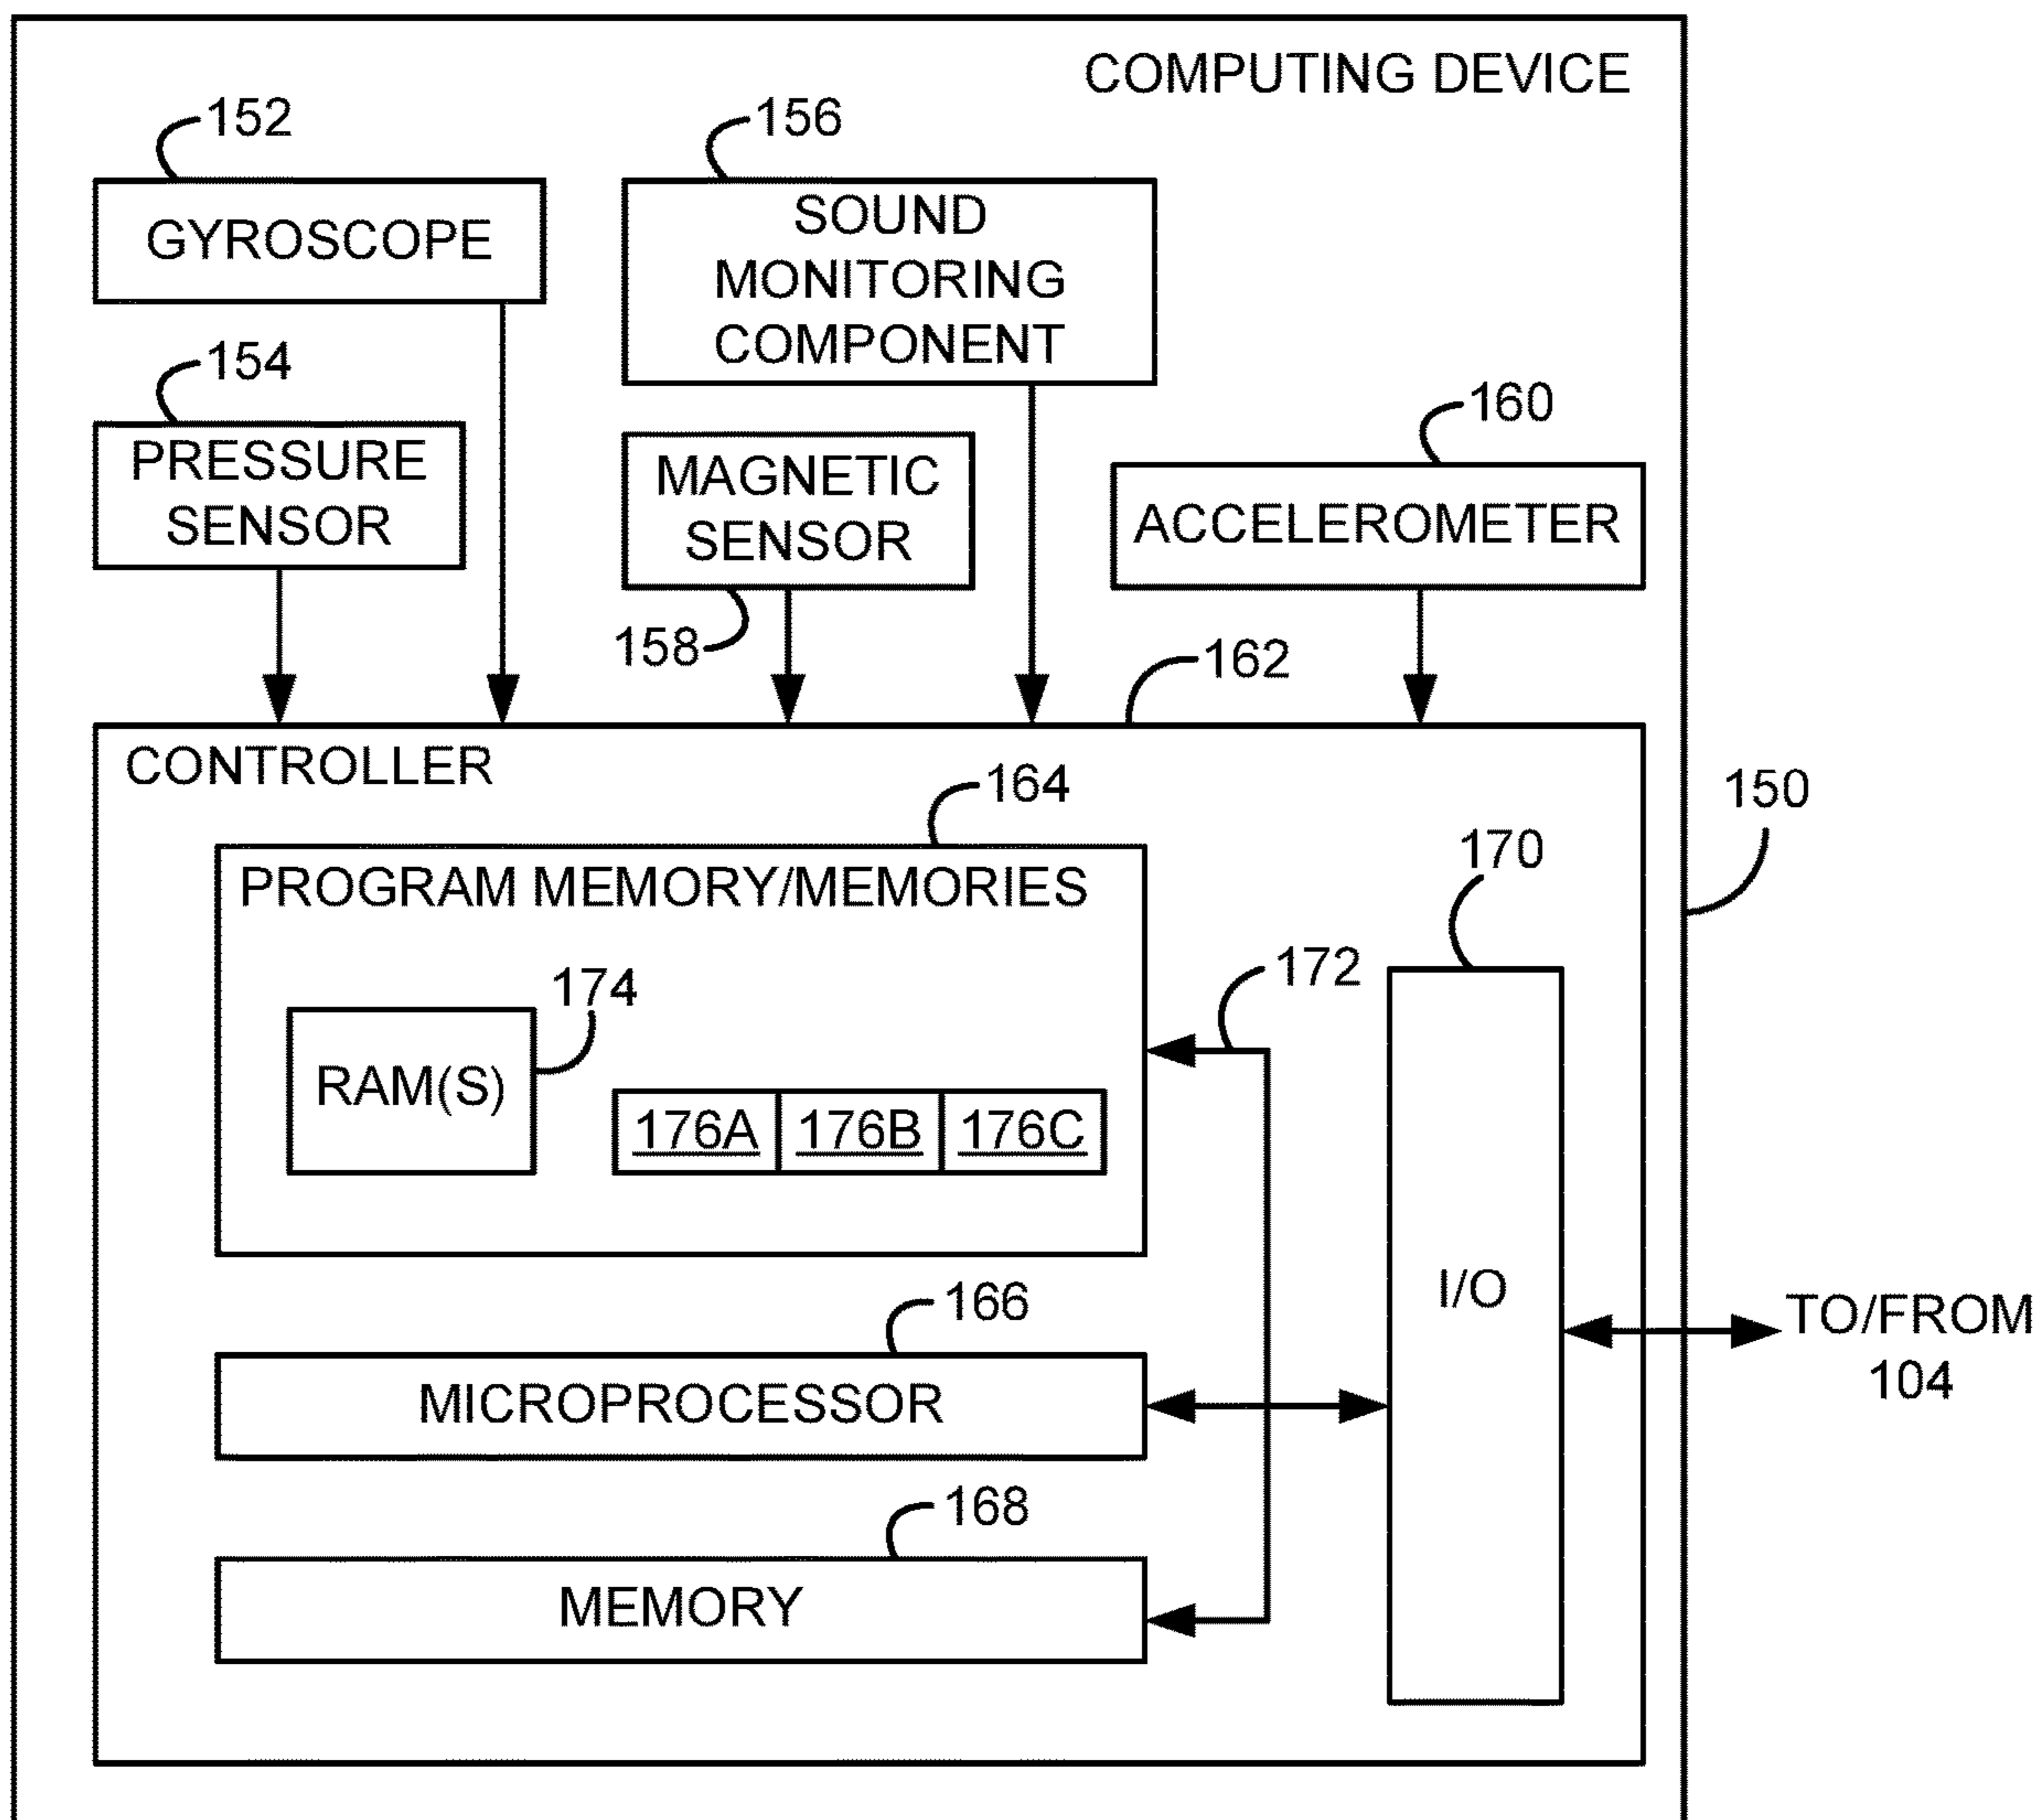 COMPUTING DEVICE
152
156
GYROSCOPE
SOUND
MONITORING
COMPONENT
154
160
PRESSURE
SENSOR
MAGNETIC
SENSOR
ACCELEROMETER
158
162
CONTROLLER
164
150
170
PROGRAM MEMORY/MEMORIES
172
174
RAM(S)
176A 176B 176C
I/O
166
TO/FROM
104
MICROPROCESSOR
168
MEMORY